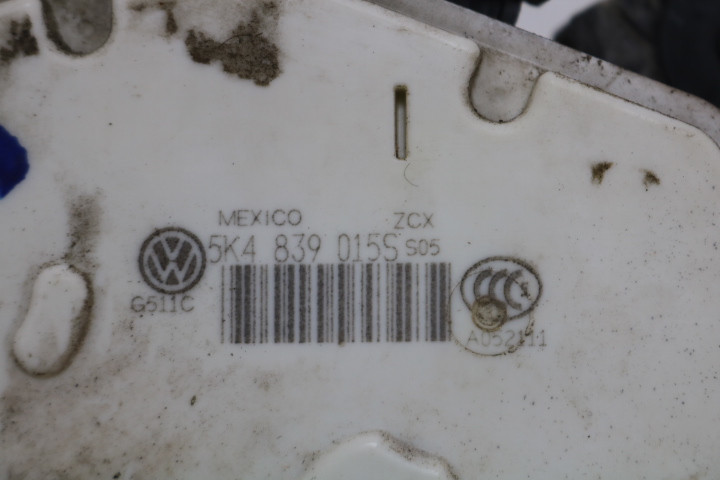 MEXICO ZCX
5K4 839 015S S05
G511C
A052111